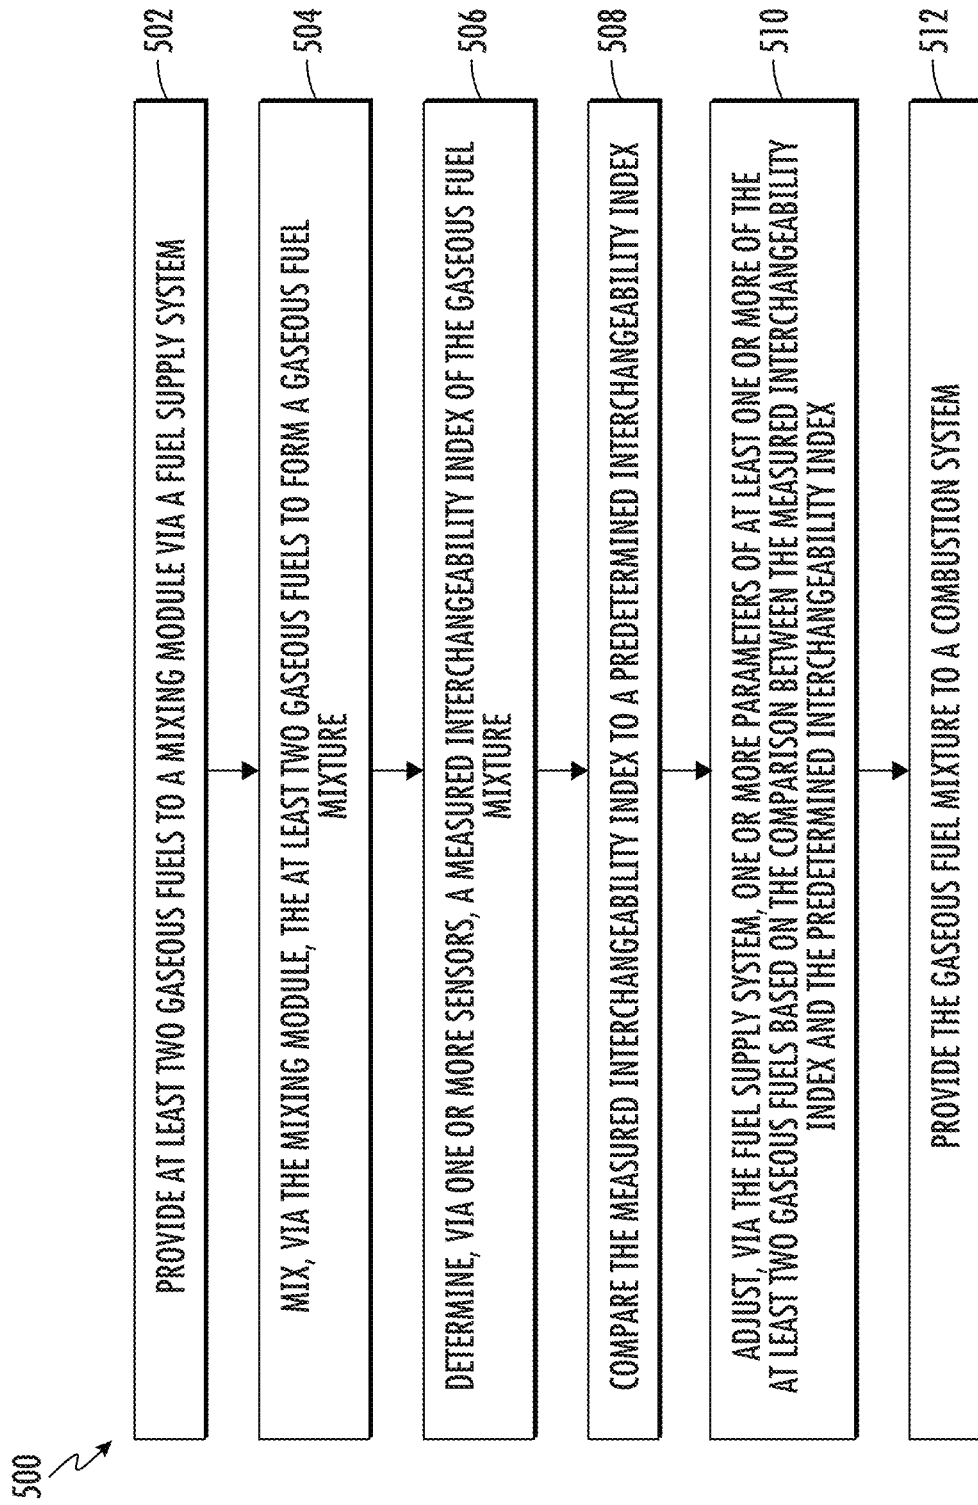 500
PROVIDE AT LEAST TWO GASEOUS FUELS TO A MIXING MODULE VIA A FUEL SUPPLY SYSTEM
502
MIX, VIA THE MIXING MODULE, THE AT LEAST TWO GASEOUS FUELS TO FORM A GASEOUS FUEL
MIXTURE
504
DETERMINE, VIA ONE OR MORE SENSORS, A MEASURED INTERCHANGEABILITY INDEX OF THE GASEOUS FUEL
MIXTURE
506
COMPARE THE MEASURED INTERCHANGEABILITY INDEX TO A PREDETERMINED INTERCHANGEABILITY INDEX
508
ADJUST, VIA THE FUEL SUPPLY SYSTEM, ONE OR MORE PARAMETERS OF AT LEAST ONE OR MORE OF THE
AT LEAST TWO GASEOUS FUELS BASED ON THE COMPARISON BETWEEN THE MEASURED INTERCHANGEABILITY
INDEX AND THE PREDETERMINED INTERCHANGEABILITY INDEX
510
PROVIDE THE GASEOUS FUEL MIXTURE TO A COMBUSTION SYSTEM
512